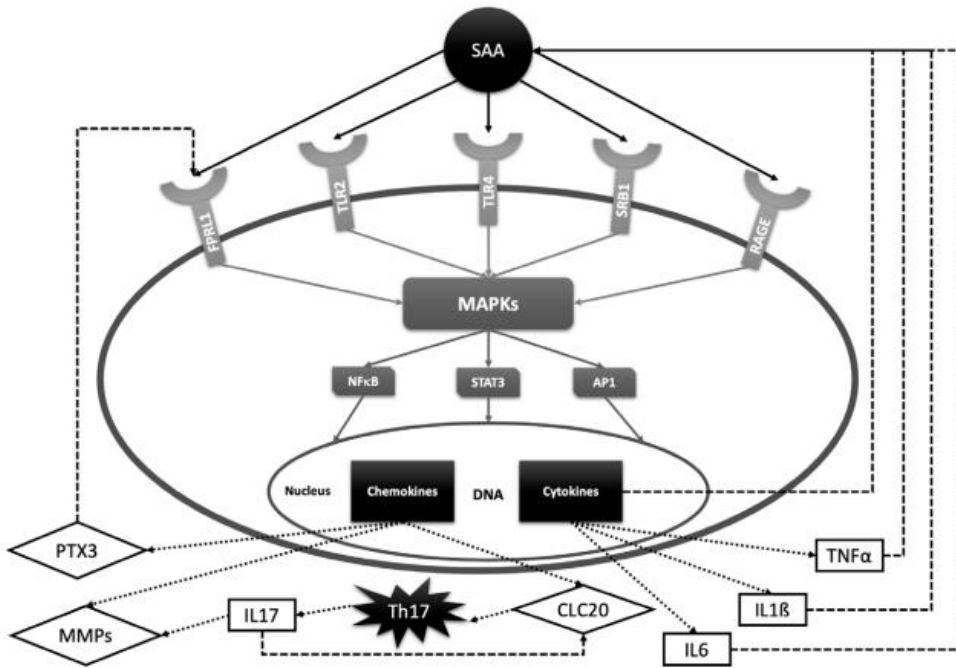 SAA
FPRL1
TLR2
TLR4
SRB1
RAGE
MAPKs
NFκB
STAT3
AP1
Nucleus
Chemokines
DNA
Cytokines
PTX3
TNFα
MMPs
IL17
Th17
CLC20
IL1ß
IL6